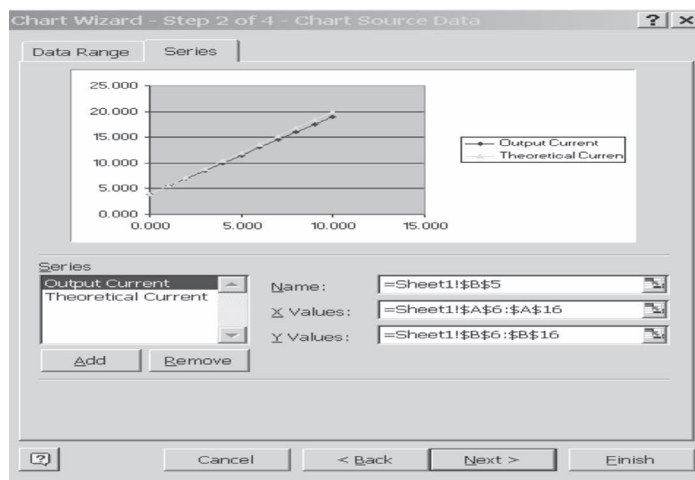 Chart Wizard - Step 2 of 4 - Chart Source Data
? ×
Data Range Series
25.000
20.000
15.000
10.000
5.000
0.000
0.000 5.000 10.000 15.000
Output Current
Theoretical Curren
Series
Output Current
Theoretical Current
Name: =Sheet1!$B$5
X Values: =Sheet1!$A$6:$A$16
Y Values: =Sheet1!$B$6:$B$16
Add Remove
? Cancel < Back Next > Finish